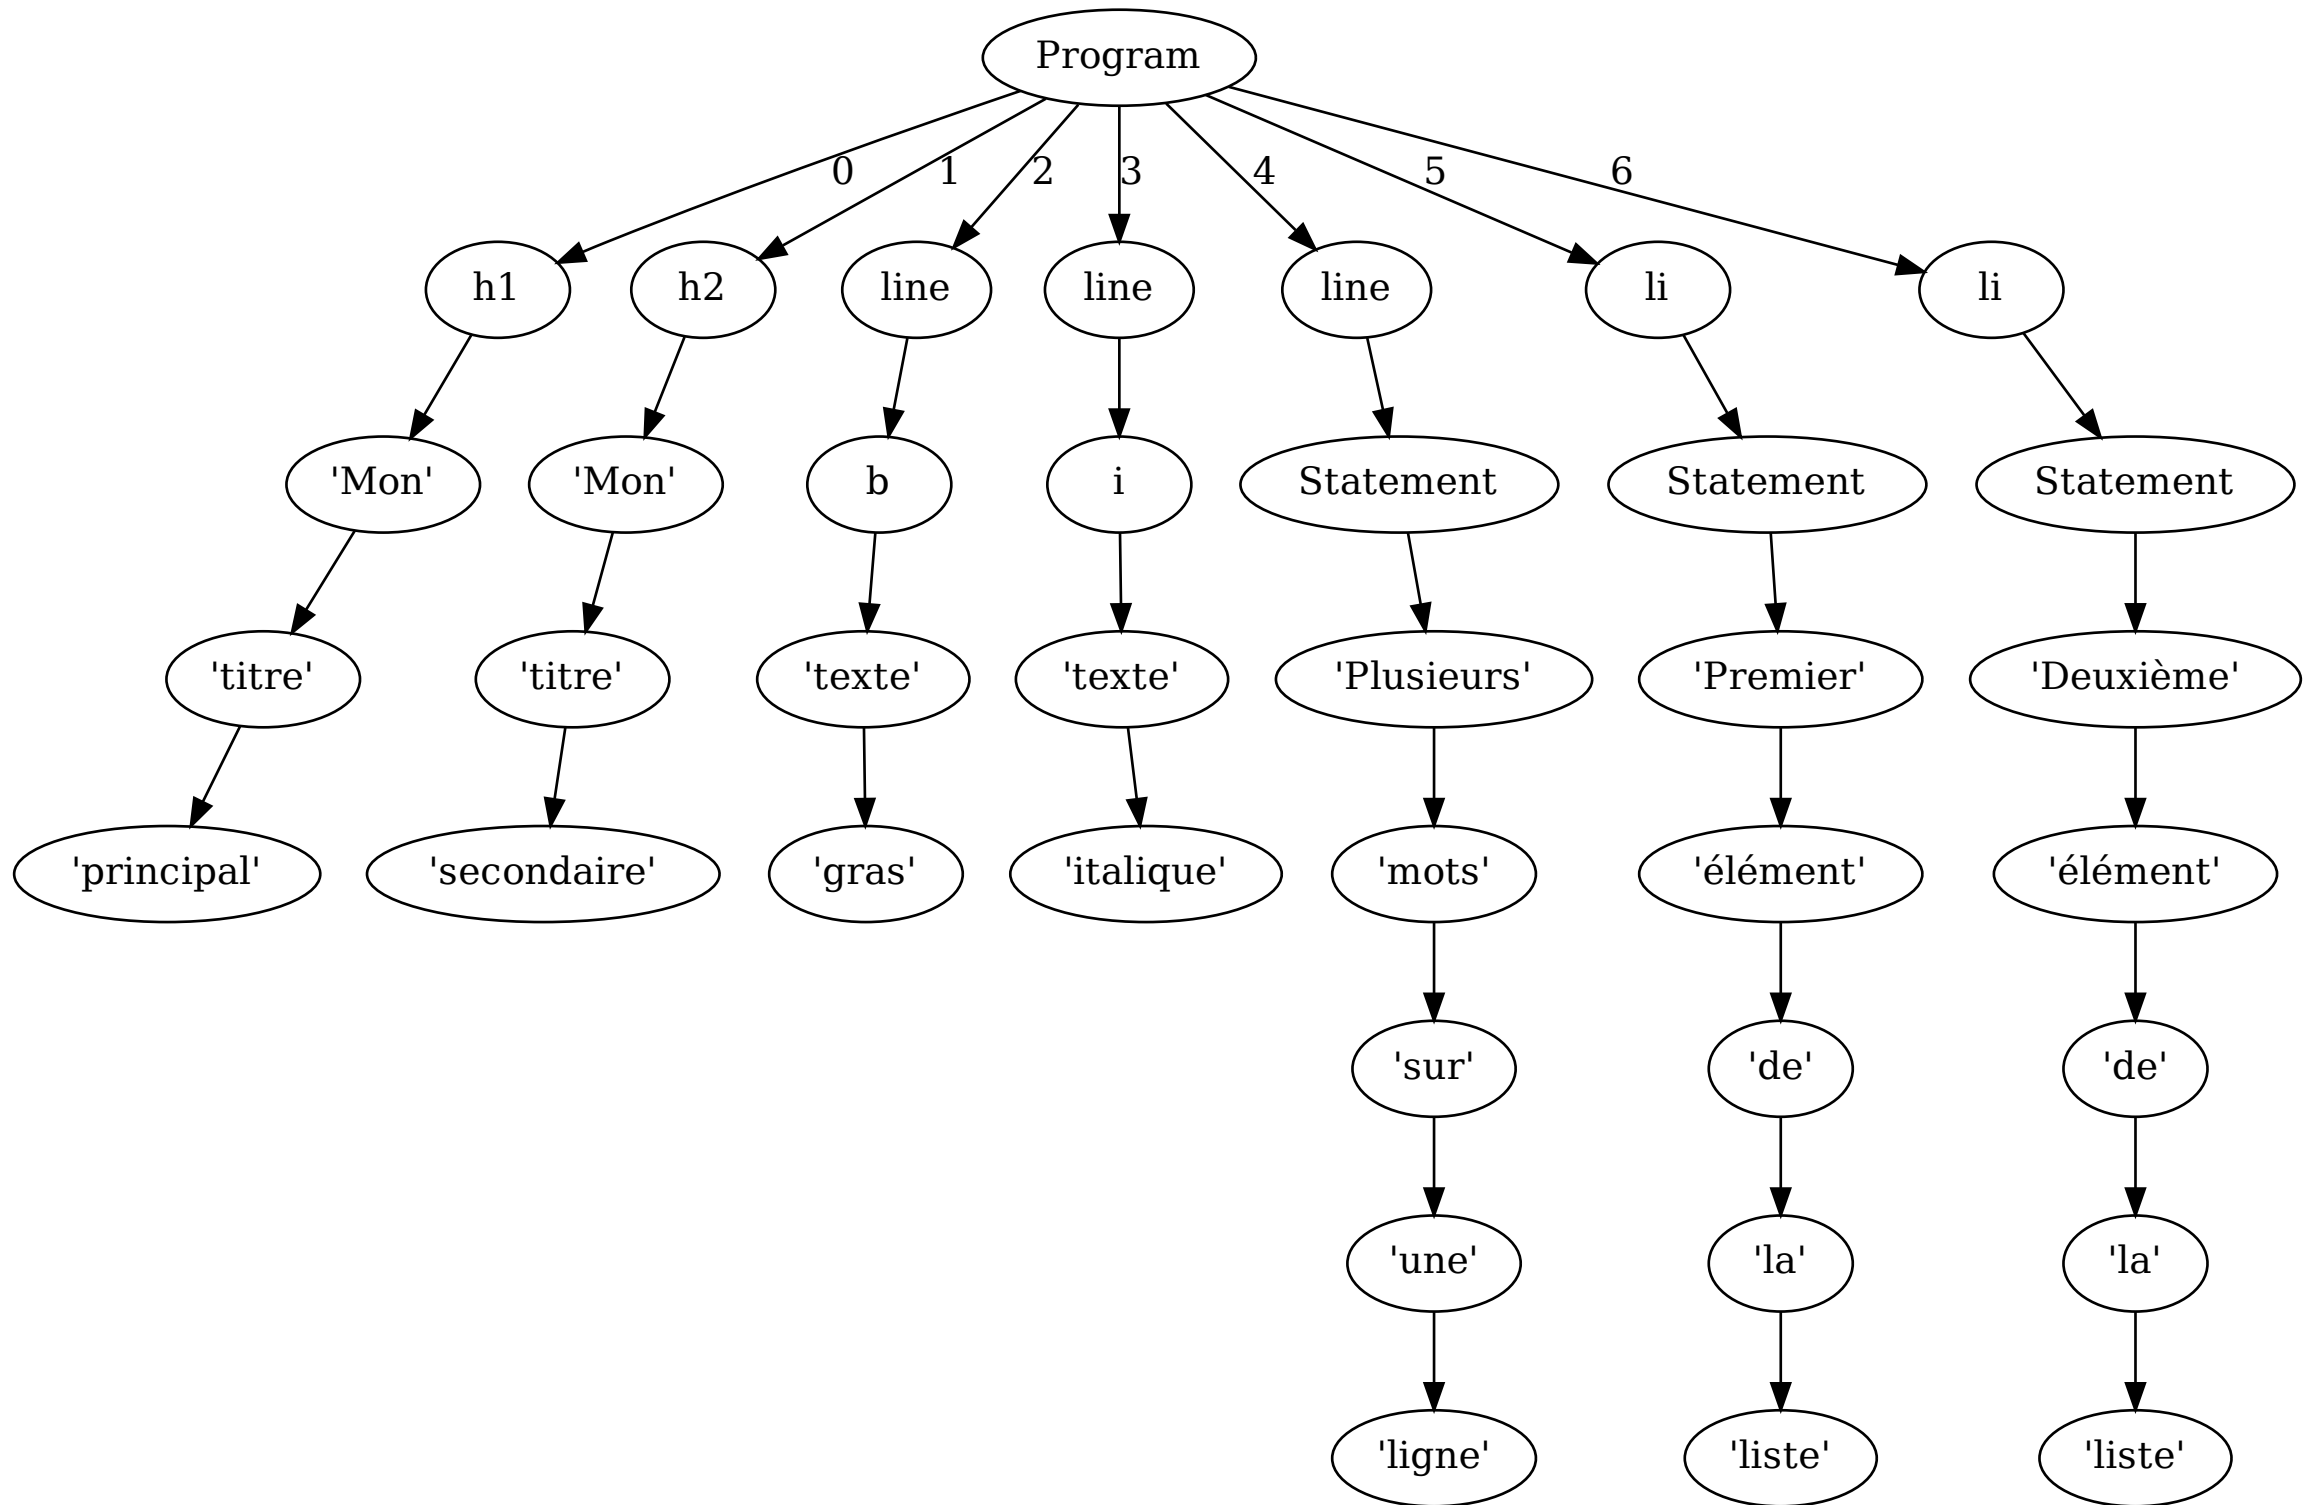 Program
0 1 2 3 4 5 6
h1 h2 line line line li li
'Mon' 'Mon' b i Statement Statement Statement
'titre' 'titre' 'texte' 'texte' 'Plusieurs' 'Premier' 'Deuxième'
'principal' 'secondaire' 'gras' 'italique' 'mots' 'élément' 'élément'
'sur' 'de' 'de'
'une' 'la' 'la'
'ligne' 'liste' 'liste'